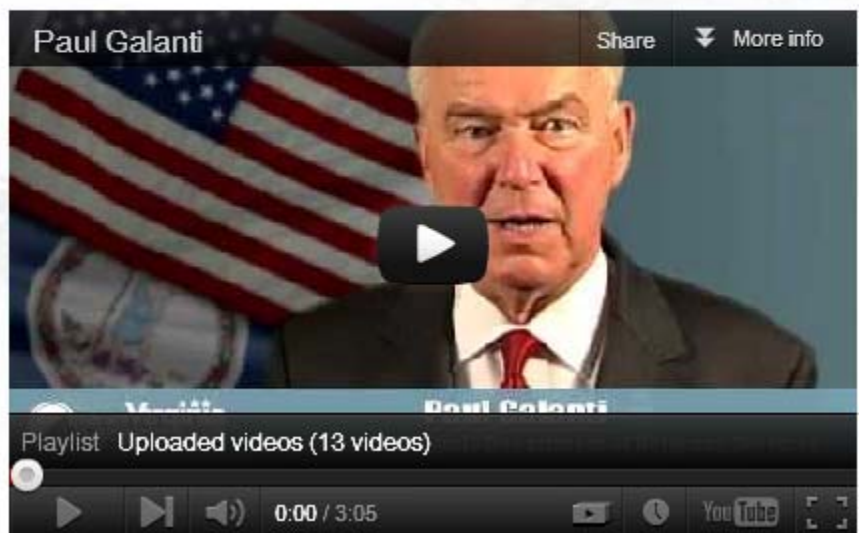 Paul Galanti Share More info
Paul Galanti
Playlist Uploaded videos (13 videos)
0:00 / 3:05 YouTube